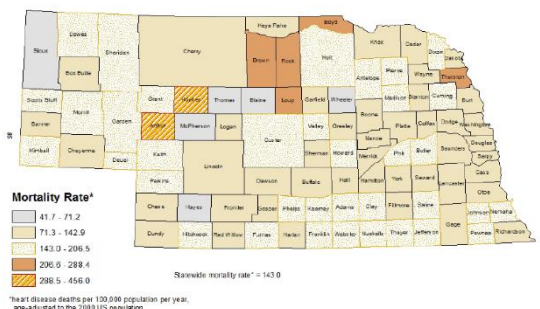 Boyd
Keya Paha
Dawes
Sioux
Sheridan
Cherry
Knox
Cedar
Dixon
Dakota
Brown
Rock
Holt
Box Butte
Antelope
Pierce
Wayne
Thurston
Scotts Bluff
Grant
Hooker
Thomas
Blaine
Loup
Garfield
Wheeler
Madison
Stanton
Cuming
Burt
Morrill
Garden
Banner
Arthur
McPherson
Logan
Valley
Greeley
Boone
Platte
Colfax
Dodge
Washington
Custer
Nance
Kimball
Cheyenne
Deuel
Keith
Lincoln
Sherman
Howard
Merrick
Polk
Butler
Saunders
Douglas
Sarpy
Perkins
Dawson
Buffalo
Hall
Hamilton
York
Seward
Lancaster
Cass
Otoe
Chase
Hayes
Frontier
Gosper
Phelps
Kearney
Adams
Clay
Fillmore
Saline
Gage
Johnson
Nemaha
Dundy
Hitchcock
Red Willow
Furnas
Harlan
Franklin
Webster
Nuckolls
Thayer
Jefferson
Pawnee
Richardson
Mortality Rate*
41.7 - 71.2
71.3 - 142.9
143.0 - 206.5
206.6 - 288.4
288.5 - 456.0
Statewide mortality rate* = 143.0
*heart disease deaths per 100,000 population per year,
age-adjusted to the 2000 US population